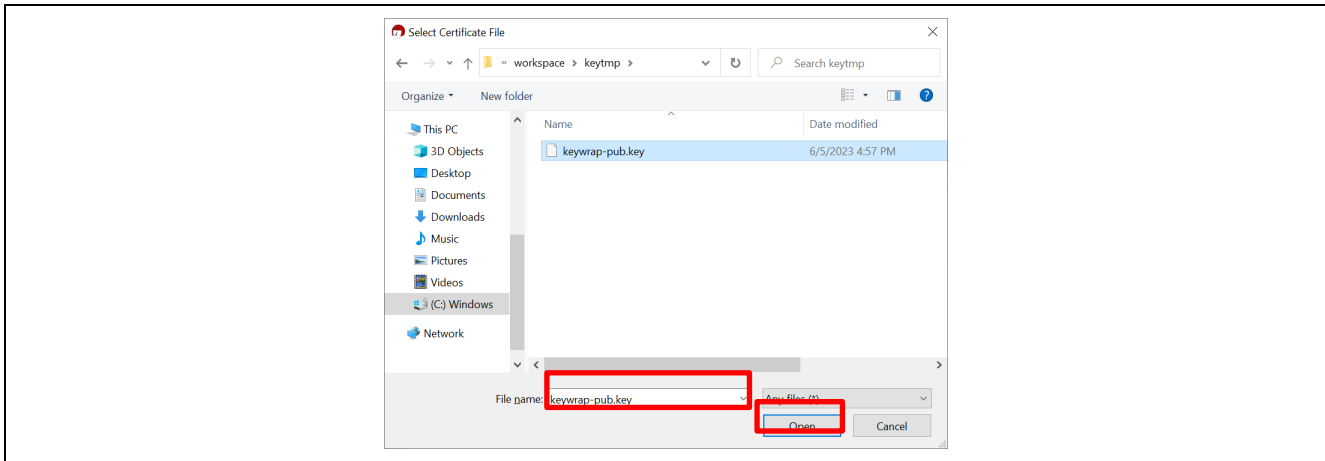 Select Certificate File
« workspace > keytmp >
Search keytmp
Organize
New folder
Name
Date modified
This PC
3D Objects
Desktop
Documents
Downloads
Music
Pictures
Videos
(C:) Windows
Network
keywrap-pub.key
6/5/2023 4:57 PM
File name: keywrap-pub.key
Any files (*)
Open
Cancel